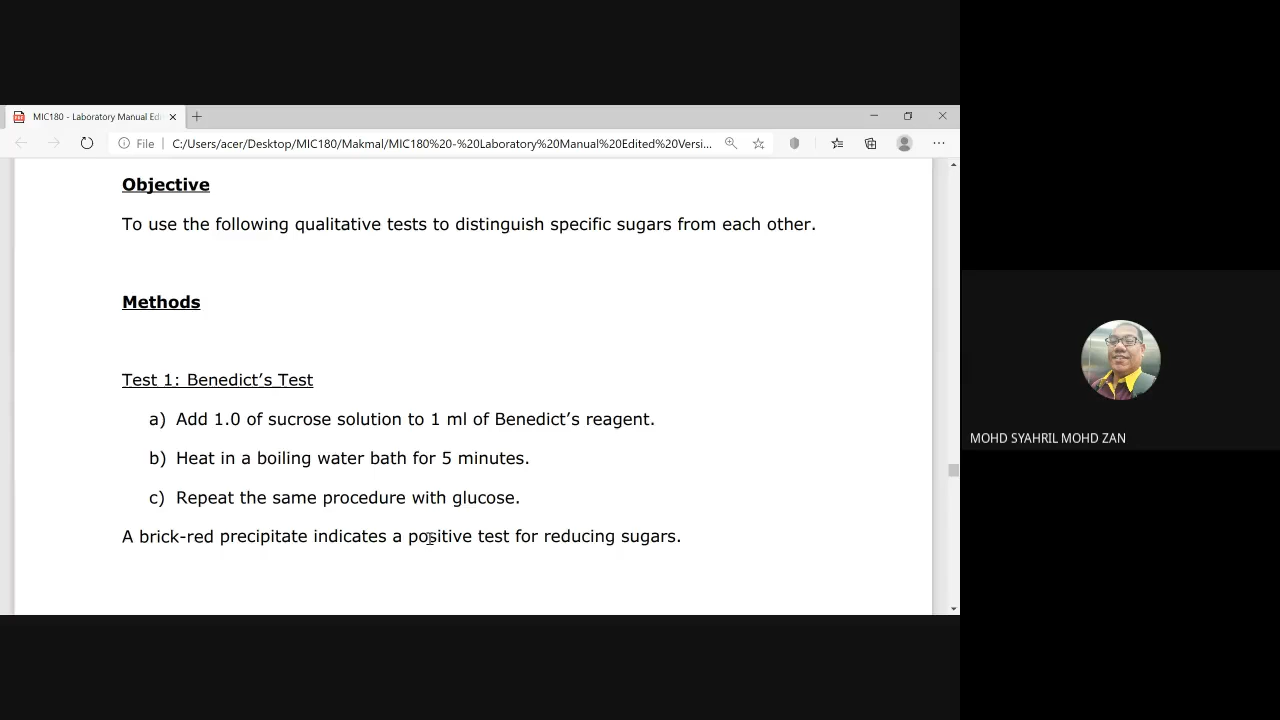 MIC180 - Laboratory Manual Edi
File C:/Users/acer/Desktop/MIC180/Makmal/MIC180%20-%20Laboratory%20Manual%20Edited%20Versi...
Objective
To use the following qualitative tests to distinguish specific sugars from each other.
Methods
Test 1: Benedict's Test
a) Add 1.0 of sucrose solution to 1 ml of Benedict's reagent.
b) Heat in a boiling water bath for 5 minutes.
c) Repeat the same procedure with glucose.
A brick-red precipitate indicates a positive test for reducing sugars.
MOHD SYAHRIL MOHD ZAN